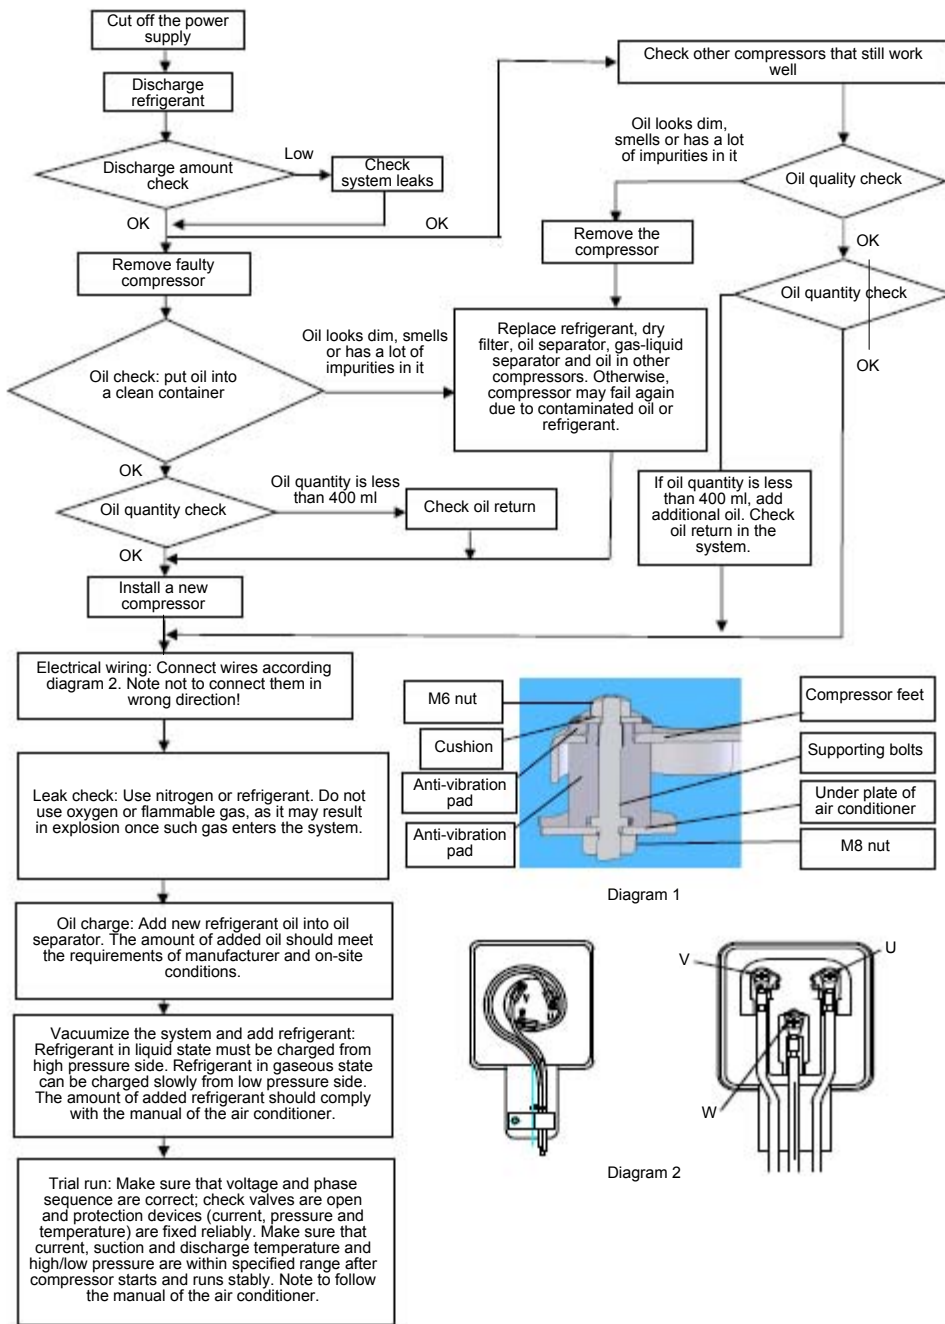 Cut off the power
supply
Discharge
refrigerant
Discharge amount
check
Low
Check
system leaks
OK
OK
Remove faulty
compressor
Oil check: put oil into
a clean container
Oil looks dim, smells
or has a lot of
impurities in it
OK
Oil quantity check
Oil quantity is less
than 400 ml
Check oil return
OK
Install a new
compressor
Check other compressors that still work
well
Oil looks dim,
smells or has a lot
of impurities in it
Oil quality check
Remove the
compressor
OK
Oil quantity check
OK
Replace refrigerant, dry
filter, oil separator, gas-liquid
separator and oil in other
compressors. Otherwise,
compressor may fail again
due to contaminated oil or
refrigerant.
If oil quantity is less
than 400 ml, add
additional oil. Check
oil return in the
system.
Electrical wiring: Connect wires according
diagram 2. Note not to connect them in
wrong direction!
Leak check: Use nitrogen or refrigerant. Do not
use oxygen or flammable gas, as it may result
in explosion once such gas enters the system.
Oil charge: Add new refrigerant oil into oil
separator. The amount of added oil should meet
the requirements of manufacturer and on-site
conditions.
Vacuumize the system and add refrigerant:
Refrigerant in liquid state must be charged from
high pressure side. Refrigerant in gaseous state
can be charged slowly from low pressure side.
The amount of added refrigerant should comply
with the manual of the air conditioner.
Trial run: Make sure that voltage and phase
sequence are correct; check valves are open
and protection devices (current, pressure and
temperature) are fixed reliably. Make sure that
current, suction and discharge temperature and
high/low pressure are within specified range after
compressor starts and runs stably. Note to follow
the manual of the air conditioner.
M6 nut
Cushion
Anti-vibration
pad
Anti-vibration
pad
Compressor feet
Supporting bolts
Under plate of
air conditioner
M8 nut
Diagram 1
V
V
U
W
Diagram 2